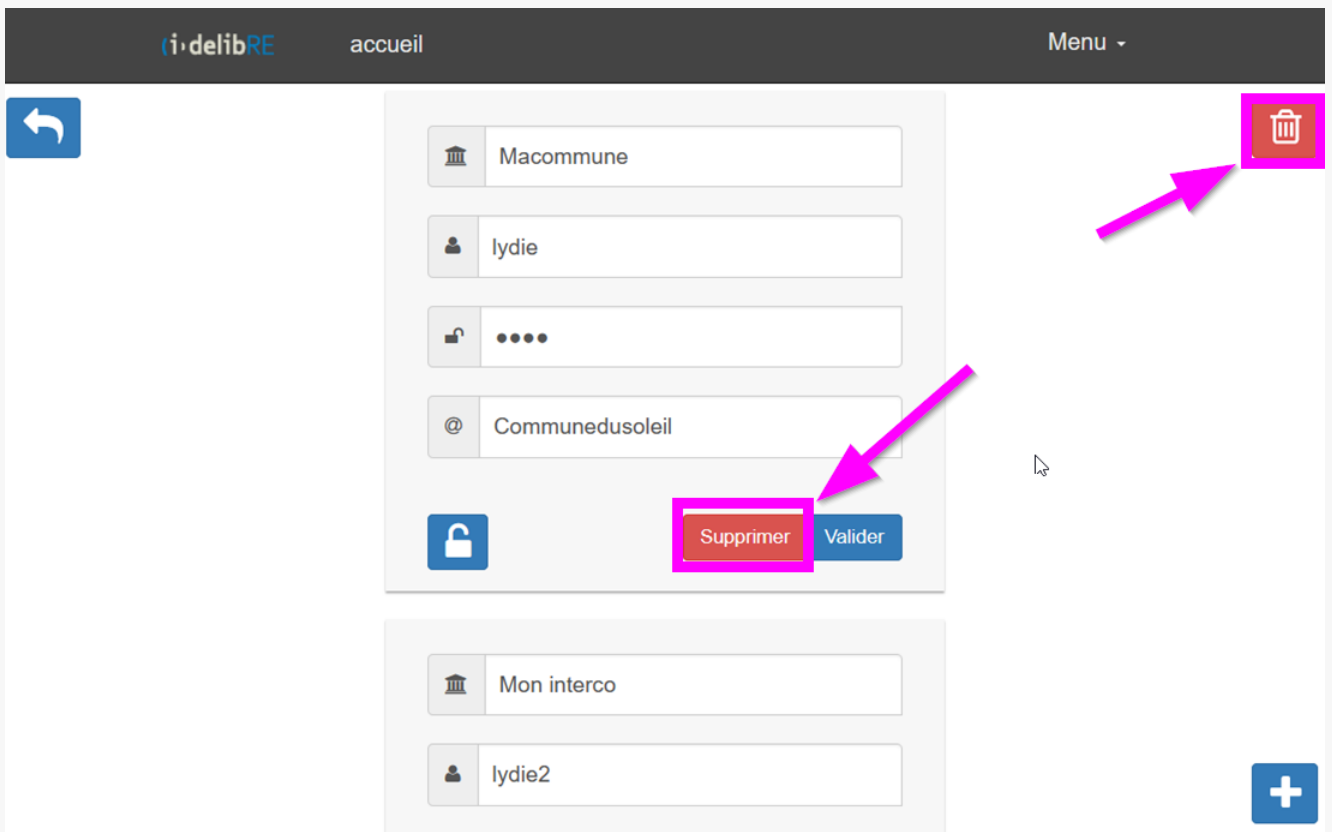 i-delibRE accueil Menu
Macommune
lydie
••••
@ Communedusoleil
Supprimer Valider
Mon interco
lydie2